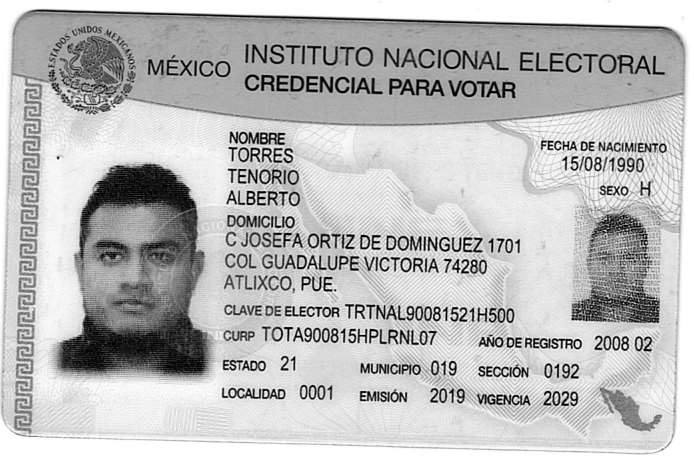 ESTADOS UNIDOS MEXICANOS
MÉXICO INSTITUTO NACIONAL ELECTORAL
CREDENCIAL PARA VOTAR
NOMBRE
TORRES
TENORIO
ALBERTO
FECHA DE NACIMIENTO
15/08/1990
SEXO H
DOMICILIO
C JOSEFA ORTIZ DE DOMINGUEZ 1701
COL GUADALUPE VICTORIA 74280
ATLIXCO, PUE.
CLAVE DE ELECTOR TRTNAL90081521H500
CURP TOTA900815HPLRNL07 AÑO DE REGISTRO 2008 02
ESTADO 21 MUNICIPIO 019 SECCIÓN 0192
LOCALIDAD 0001 EMISIÓN 2019 VIGENCIA 2029